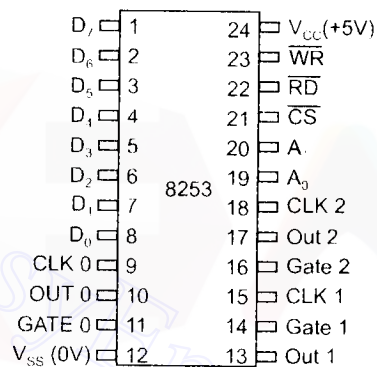 D7 1 24 VCC(+5V)
D6 2 23 WR
D5 3 22 RD
D4 4 21 CS
D3 5 20 A1
D2 6 19 A0
8253
D1 7 18 CLK 2
D0 8 17 Out 2
CLK 0 9 16 Gate 2
OUT 0 10 15 CLK 1
GATE 0 11 14 Gate 1
VSS (0V) 12 13 Out 1